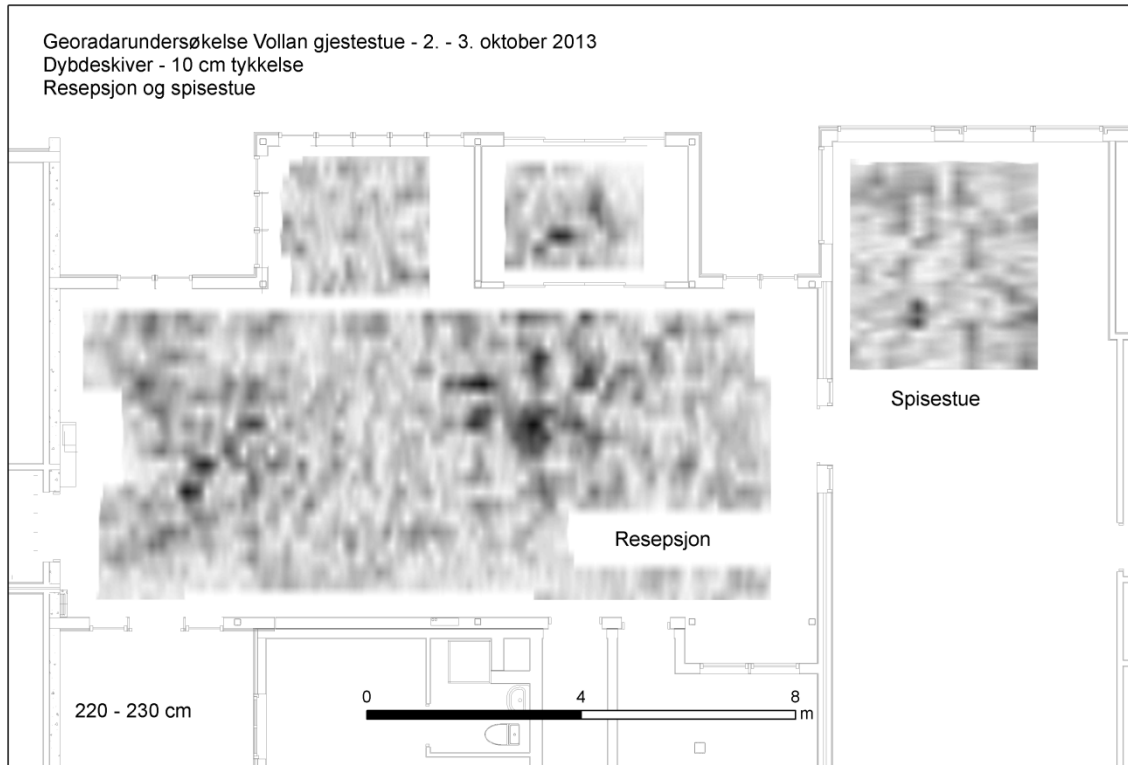 Georadarundersøkelse Vollan gjestestue - 2. - 3. oktober 2013
Dybdeskiver - 10 cm tykkelse
Resepsjon og spisestue
Spisestue
Resepsjon
220 - 230 cm
0 4 8
m